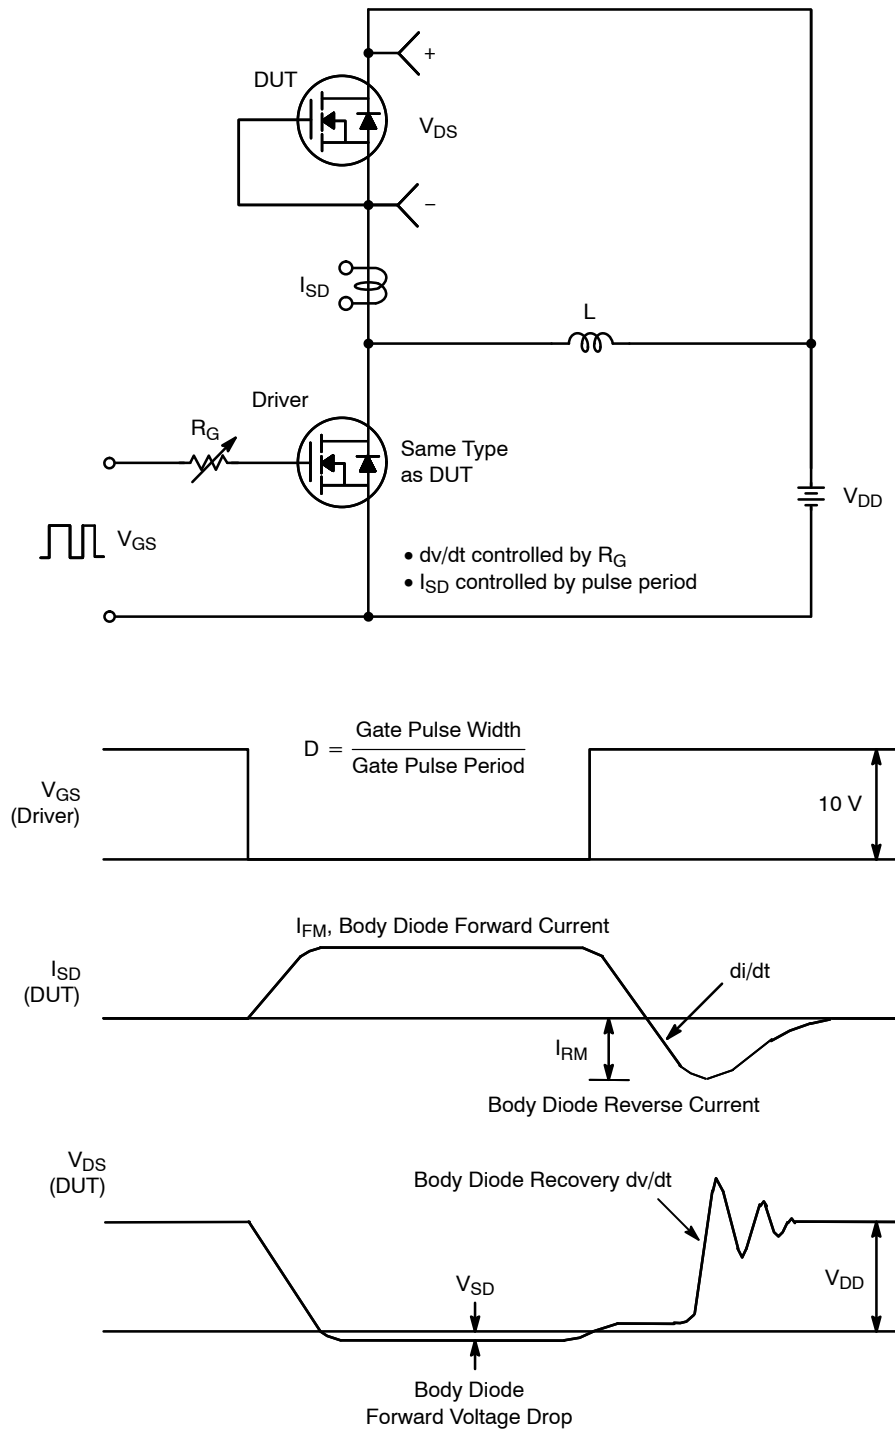 +
DUT
V_DS
−
I_SD
L
Driver
R_G
Same Type
as DUT
V_DD
V_GS
• dv/dt controlled by R_G
• I_SD controlled by pulse period
D = Gate Pulse Width
Gate Pulse Period
V_GS
(Driver)
10 V
I_FM, Body Diode Forward Current
I_SD
(DUT)
di/dt
I_RM
Body Diode Reverse Current
V_DS
(DUT)
Body Diode Recovery dv/dt
V_SD
V_DD
Body Diode
Forward Voltage Drop